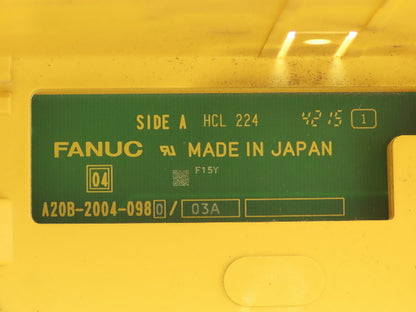 SIDE A HCL 224 4215 1
FANUC MADE IN JAPAN
04 F15Y
A20B-2004-0980/03A